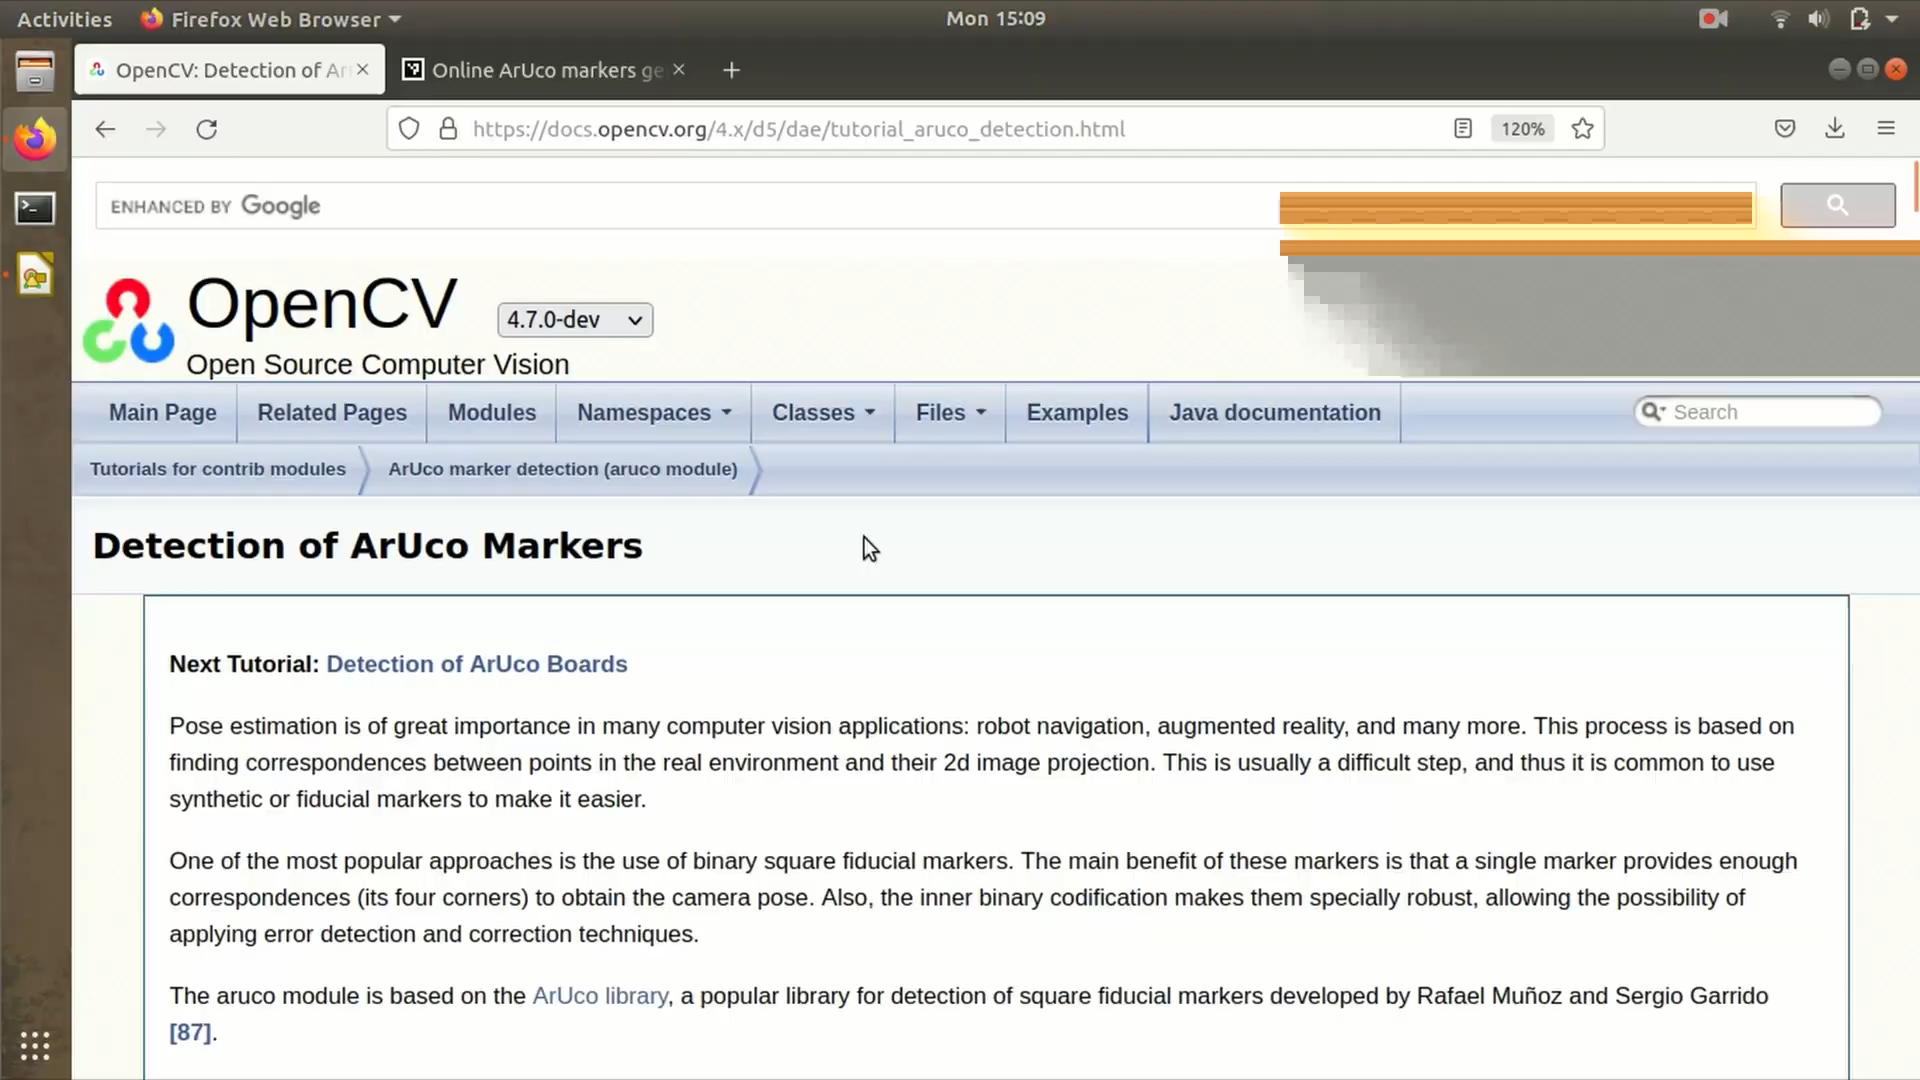 Activities
Firefox Web Browser
Mon 15:09
OpenCV: Detection of Ar
Online ArUco markers ge
https://docs.opencv.org/4.x/d5/dae/tutorial_aruco_detection.html
120%
ENHANCED BY Google
OpenCV
4.7.0-dev
Open Source Computer Vision
Main Page
Related Pages
Modules
Namespaces
Classes
Files
Examples
Java documentation
Search
Tutorials for contrib modules
ArUco marker detection (aruco module)
Detection of ArUco Markers
Next Tutorial: Detection of ArUco Boards
Pose estimation is of great importance in many computer vision applications: robot navigation, augmented reality, and many more. This process is based on
finding correspondences between points in the real environment and their 2d image projection. This is usually a difficult step, and thus it is common to use
synthetic or fiducial markers to make it easier.
One of the most popular approaches is the use of binary square fiducial markers. The main benefit of these markers is that a single marker provides enough
correspondences (its four corners) to obtain the camera pose. Also, the inner binary codification makes them specially robust, allowing the possibility of
applying error detection and correction techniques.
The aruco module is based on the ArUco library, a popular library for detection of square fiducial markers developed by Rafael Muñoz and Sergio Garrido
[87].